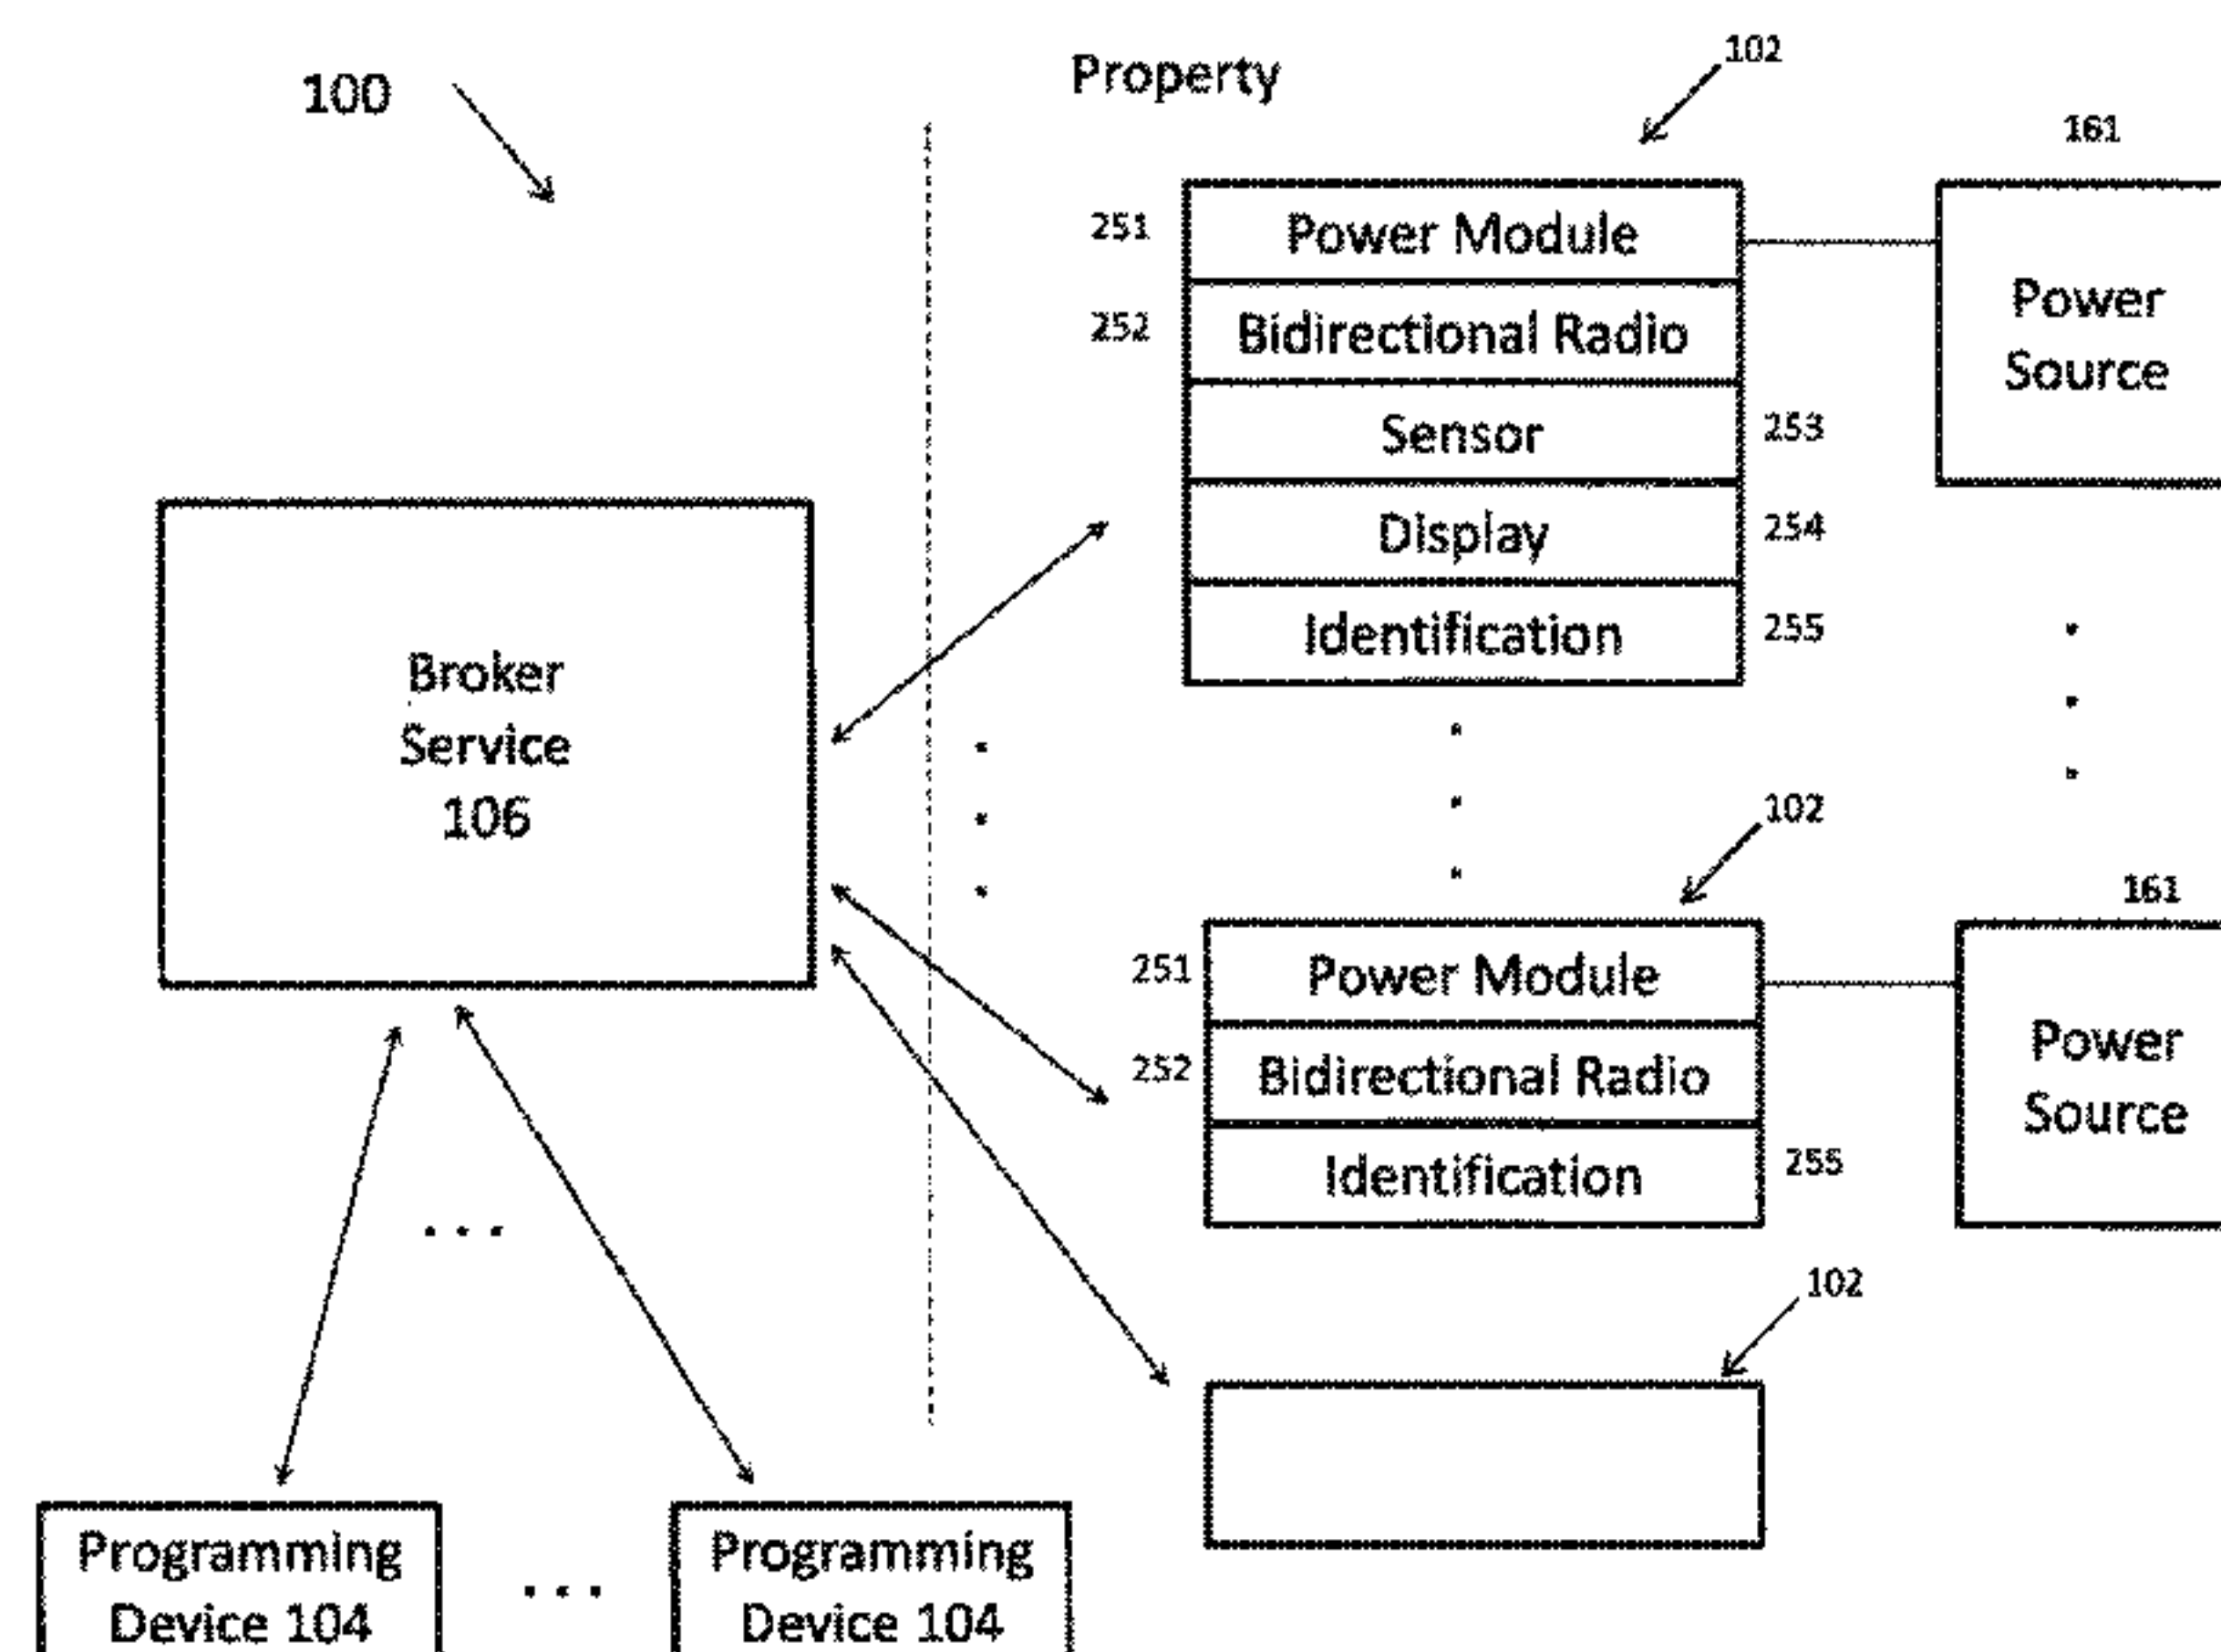 100
Property
102
161
251
Power Module
252
Bidirectional Radio
Power
Source
Sensor
253
Display
254
Identification
255
Broker
Service
106
102
161
251
Power Module
252
Bidirectional Radio
Power
Source
Identification
255
102
Programming
Device 104
Programming
Device 104